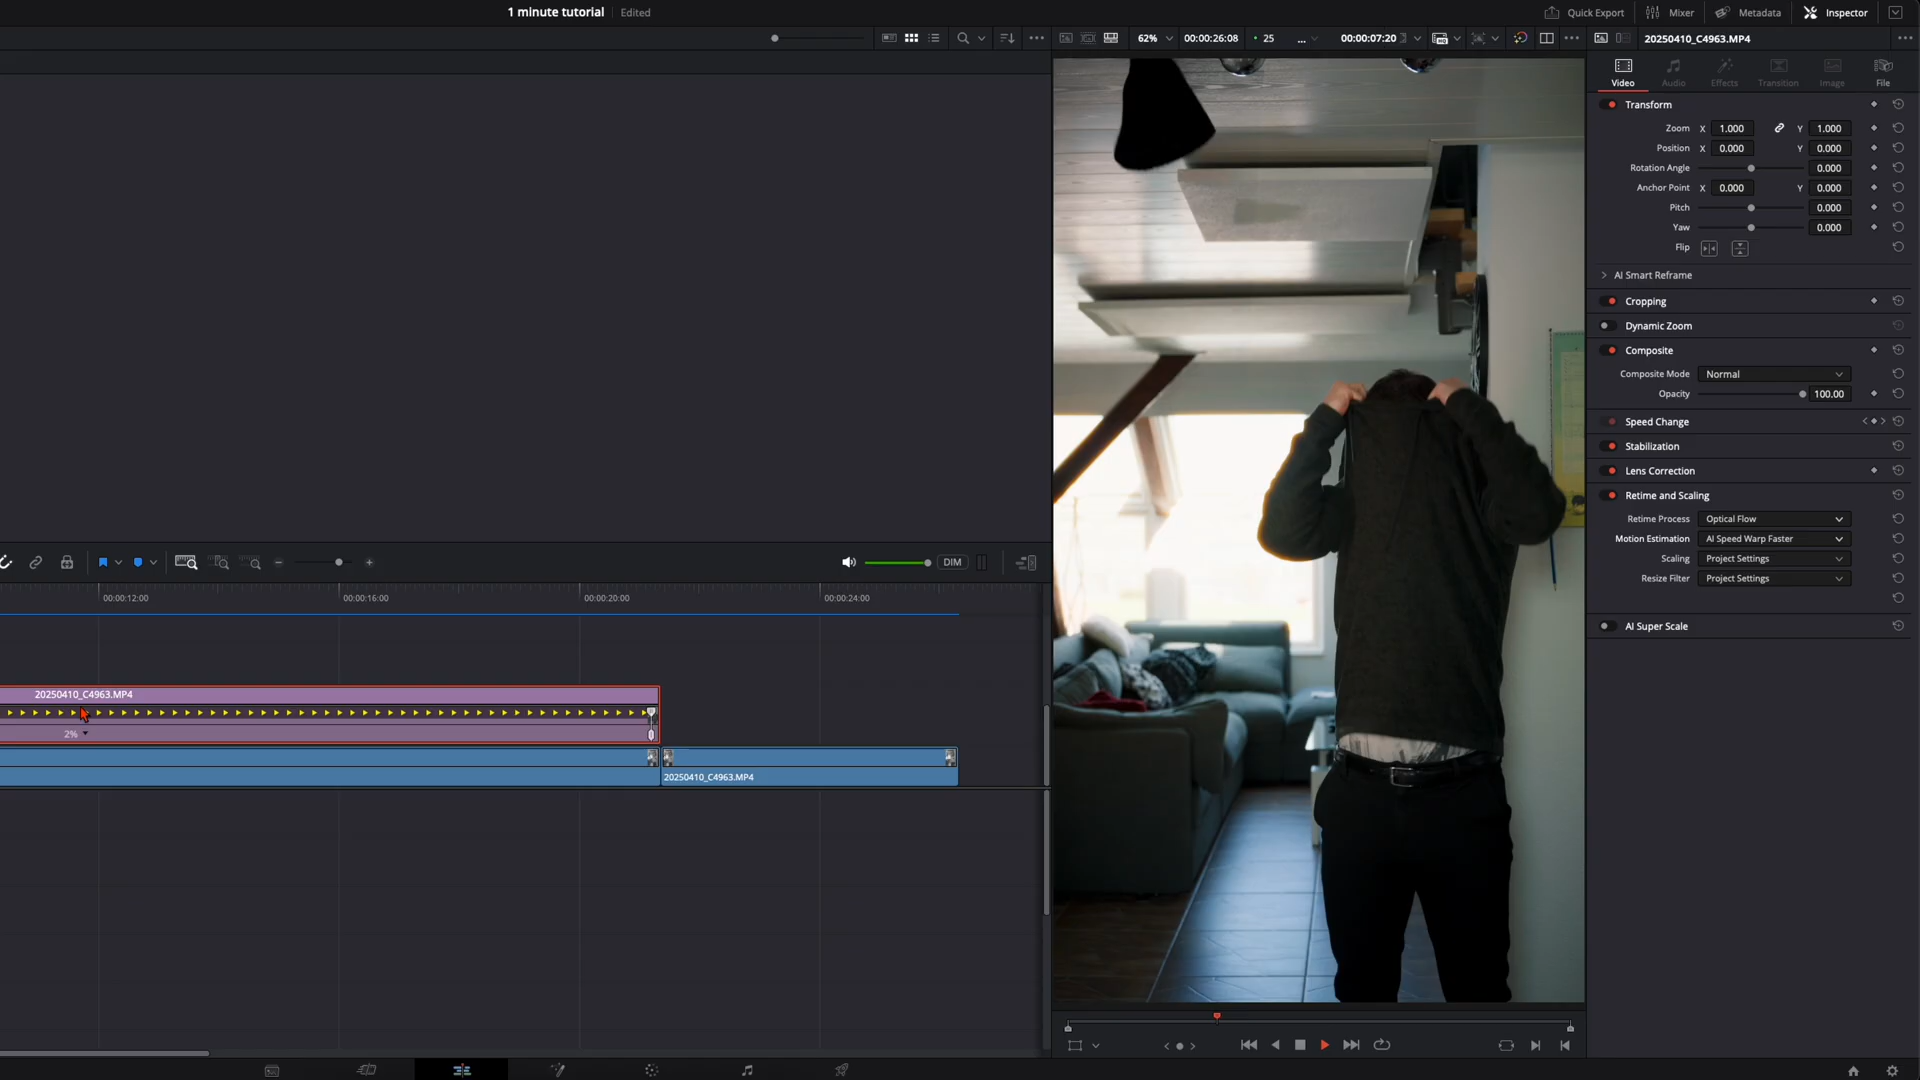 1 minute tutorial Edited
Quick Export Mixer Metadata Inspector
62% 00:00:26:08 25 ... 00:00:07:20 20250410_C4963.MP4
Video Audio Effects Transition Image File
Transform
Zoom X 1.000 Y 1.000
Position X 0.000 Y 0.000
Rotation Angle 0.000
Anchor Point X 0.000 Y 0.000
Pitch 0.000
Yaw 0.000
Flip
AI Smart Reframe
Cropping
Dynamic Zoom
Composite
Composite Mode Normal
Opacity 100.00
Speed Change
Stabilization
Lens Correction
Retime and Scaling
Retime Process Optical Flow
Motion Estimation AI Speed Warp Faster
Scaling Project Settings
Resize Filter Project Settings
AI Super Scale
DIM
00:00:12:00 00:00:16:00 00:00:20:00 00:00:24:00
20250410_C4963.MP4
2%
20250410_C4963.MP4